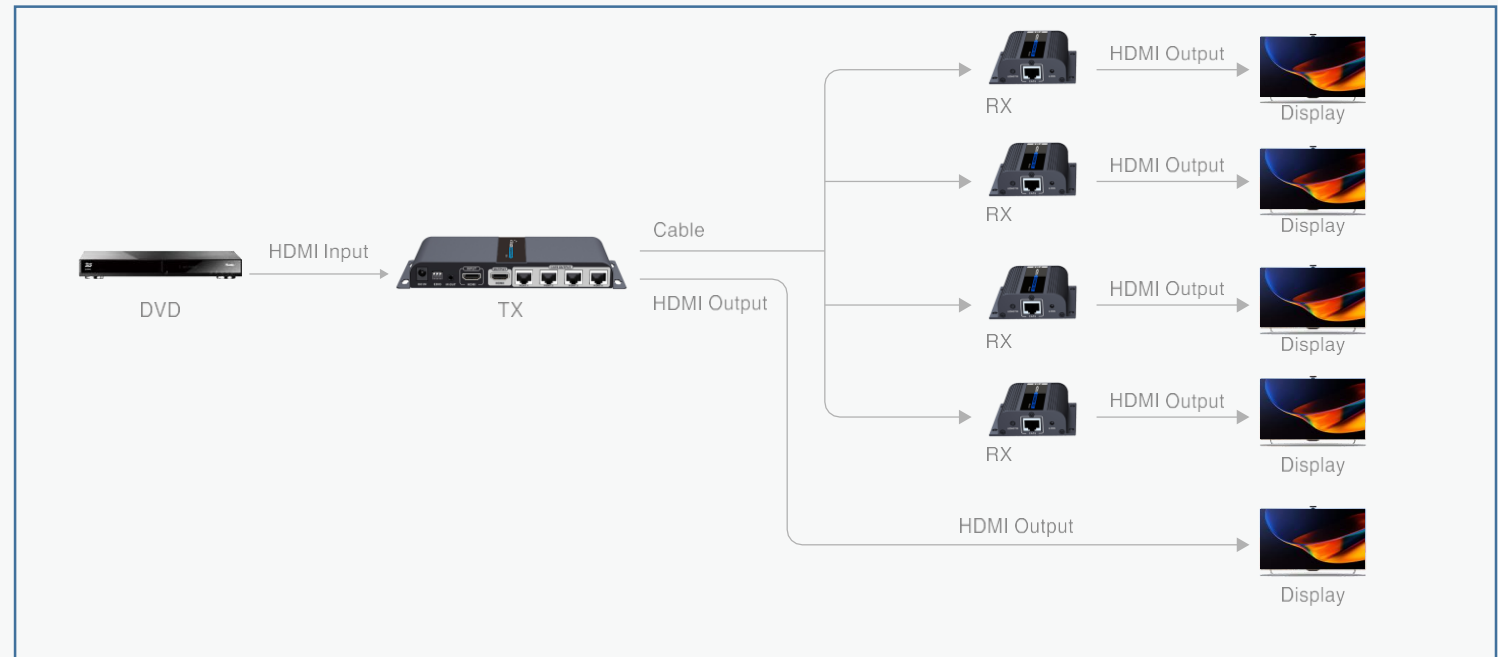 HDMI Output
RX
Display
HDMI Output
RX
Display
Cable
HDMI Input
DVD
TX
HDMI Output
HDMI Output
RX
Display
HDMI Output
RX
Display
HDMI Output
Display